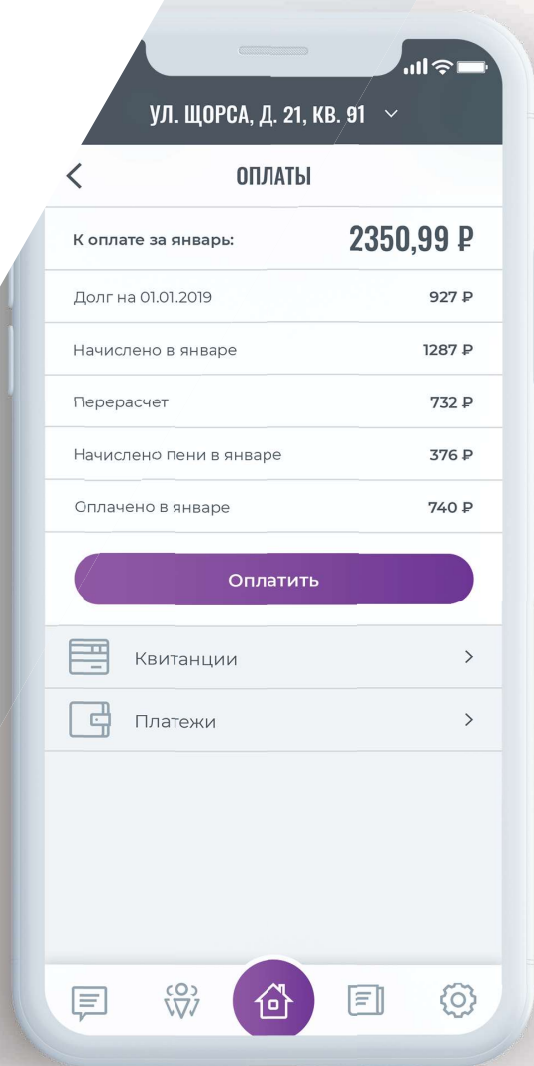 УЛ. ЩОРСА, Д. 21, КВ. 91
ОПЛАТЫ
К оплате за январь: 2350,99 ₽
Долг на 01.01.2019 927 ₽
Начислено в январе 1287 ₽
Перерасчет 732 ₽
Начислено пени в январе 376 ₽
Оплачено в январе 740 ₽
Оплатить
Квитанции
Платежи